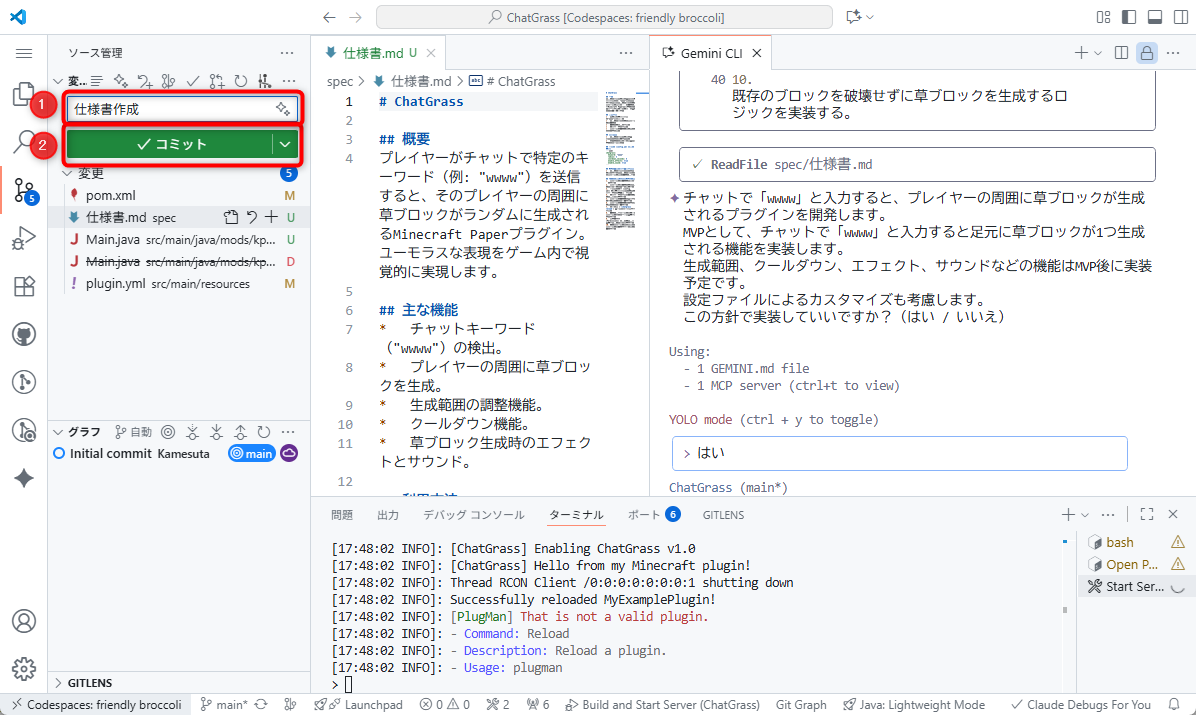 ChatGrass [Codespaces: friendly broccoli]
ソース管理
変...
1
仕様書作成
2
コミット
変更
5
pom.xml
M
仕様書.md spec
U
Main.java src/main/java/mods/kp...
U
Main.java src/main/java/mods/kp...
D
! plugin.yml src/main/resources
M
5
グラフ
自動
Initial commit Kamesuta
main
GITLENS
仕様書.md U
spec > 仕様書.md > # ChatGrass
1 # ChatGrass
2
3 ## 概要
4 プレイヤーがチャットで特定のキ
ーワード（例: "wwww"）を送信
すると、そのプレイヤーの周囲に
草ブロックがランダムに生成され
るMinecraft Paperプラグイン。
ユーモラスな表現をゲーム内で視
覚的に実現します。
5
6 ## 主な機能
7 * チャットキーワード
（"wwww"）の検出。
8 * プレイヤーの周囲に草ブロッ
クを生成。
9 * 生成範囲の調整機能。
10 * クールダウン機能。
11 * 草ブロック生成時のエフェク
トとサウンド。
12
Gemini CLI
40 10.
既存のブロックを破壊せずに草ブロックを生成するロ
ジックを実装する。
✓ ReadFile spec/仕様書.md
チャットで「wwww」と入力すると、プレイヤーの周囲に草ブロックが生成
されるプラグインを開発します。
MVPとして、チャットで「wwww」と入力すると足元に草ブロックが1つ生成
される機能を実装します。
生成範囲、クールダウン、エフェクト、サウンドなどの機能はMVP後に実装
予定です。
設定ファイルによるカスタマイズも考慮します。
この方針で実装していいですか？（はい / いいえ）
Using:
- 1 GEMINI.md file
- 1 MCP server (ctrl+t to view)
YOLO mode (ctrl + y to toggle)
> はい
ChatGrass (main*)
問題
出力
デバッグ コンソール
ターミナル
ポート 6
GITLENS
[17:48:02 INFO]: [ChatGrass] Enabling ChatGrass v1.0
[17:48:02 INFO]: [ChatGrass] Hello from my Minecraft plugin!
[17:48:02 INFO]: Thread RCON Client /0:0:0:0:0:0:0:1 shutting down
[17:48:02 INFO]: Successfully reloaded MyExamplePlugin!
[17:48:02 INFO]: [PlugMan] That is not a valid plugin.
[17:48:02 INFO]: - Command: Reload
[17:48:02 INFO]: - Description: Reload a plugin.
[17:48:02 INFO]: - Usage: plugman
>
bash
Open P...
Start Ser...
Codespaces: friendly broccoli
main*
Launchpad
0
0
2
6
Build and Start Server (ChatGrass)
Git Graph
Java: Lightweight Mode
Claude Debugs For You